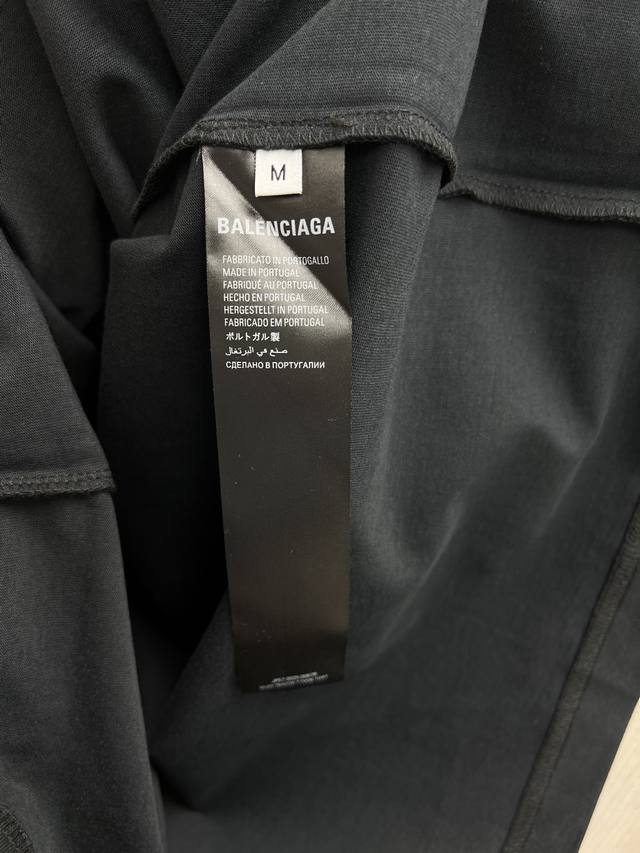 M
BALENCIAGA
FABBRICATO IN PORTOGALLO
MADE IN PORTUGAL
FABRIQUÉ AU PORTUGAL
HECHO EN PORTUGAL
HERGESTELLT IN PORTUGAL
FABRICADO EM PORTUGAL
ポルトガル製
صنع في البرتغال
СДЕЛАНО В ПОРТУГАЛИИ